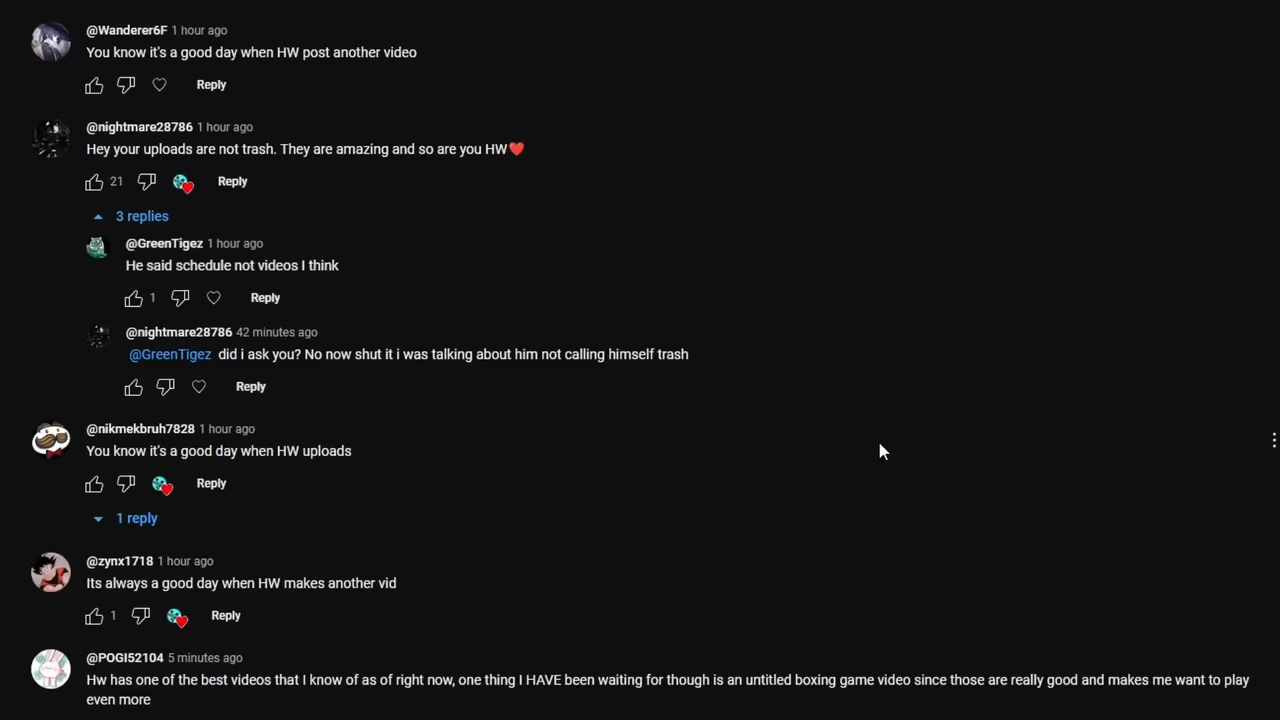 @Wanderer6F 1 hour ago
You know it's a good day when HW post another video
Reply
@nightmare28786 1 hour ago
Hey your uploads are not trash. They are amazing and so are you HW❤️
21 Reply
3 replies
@GreenTigez 1 hour ago
He said schedule not videos I think
1 Reply
@nightmare28786 42 minutes ago
@GreenTigez did i ask you? No now shut it i was talking about him not calling himself trash
Reply
@nikmekbruh7828 1 hour ago
You know it's a good day when HW uploads
Reply
1 reply
@zynx1718 1 hour ago
Its always a good day when HW makes another vid
1 Reply
@POGI52104 5 minutes ago
Hw has one of the best videos that I know of as of right now, one thing I HAVE been waiting for though is an untitled boxing game video since those are really good and makes me want to play
even more